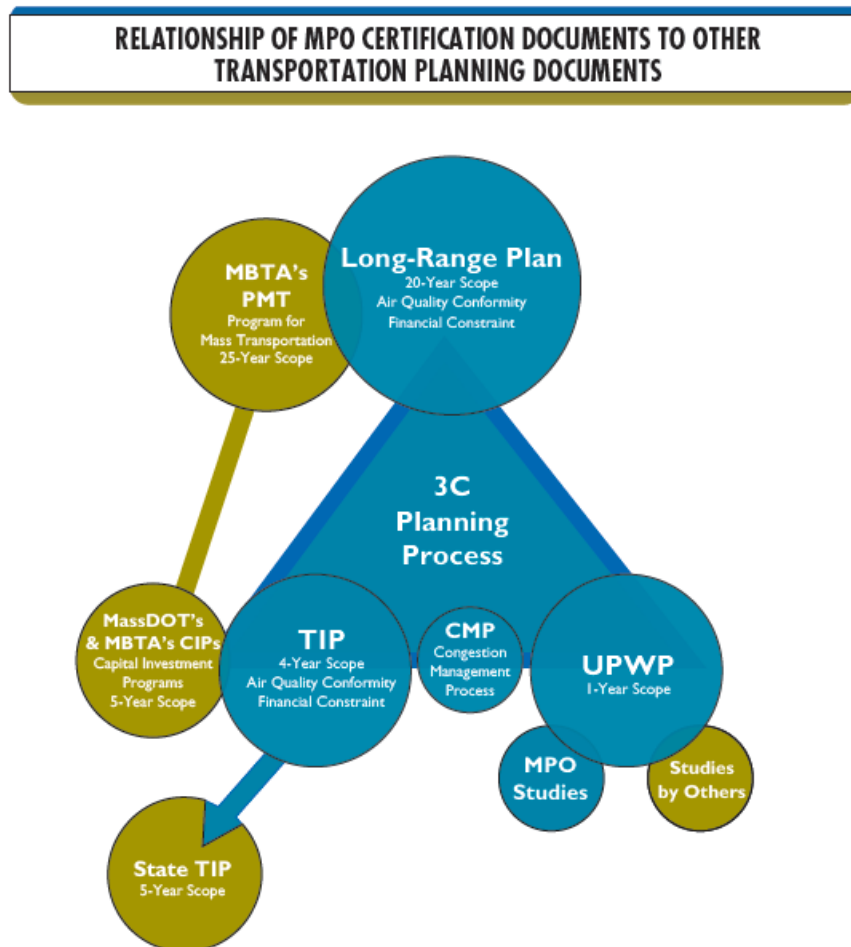 RELATIONSHIP OF MPO CERTIFICATION DOCUMENTS TO OTHER
TRANSPORTATION PLANNING DOCUMENTS
Long-Range Plan
20-Year Scope
Air Quality Conformity
Financial Constraint
MBTA's
PMT
Program for
Mass Transportation
25-Year Scope
3C
Planning
Process
MassDOT's
& MBTA's CIPs
Capital Investment
Programs
5-Year Scope
TIP
4-Year Scope
Air Quality Conformity
Financial Constraint
CMP
Congestion
Management
Process
UPWP
1-Year Scope
MPO
Studies
Studies
by Others
State TIP
5-Year Scope